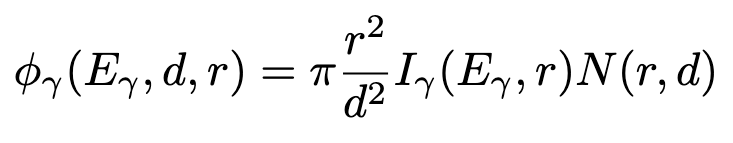 $\phi_\gamma(E_\gamma, d, r) = \pi \frac{r^2}{d^2} I_\gamma(E_\gamma, r) N(r, d)$